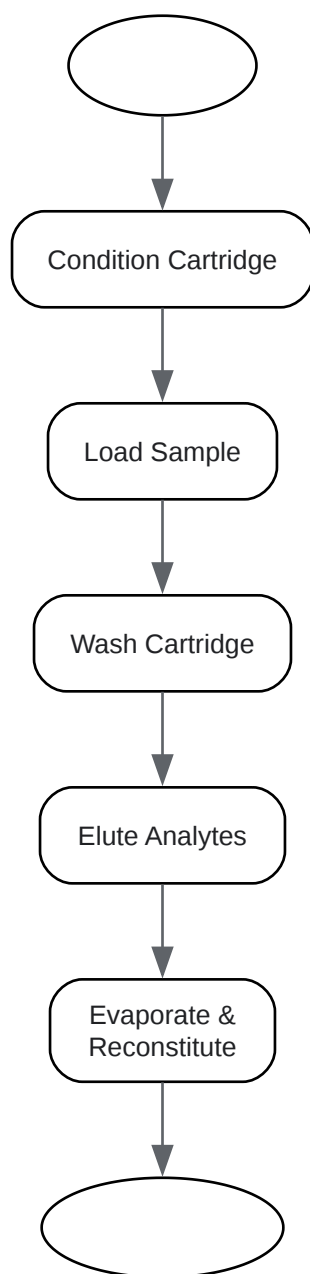 Condition Cartridge
Load Sample
Wash Cartridge
Elute Analytes
Evaporate &
Reconstitute